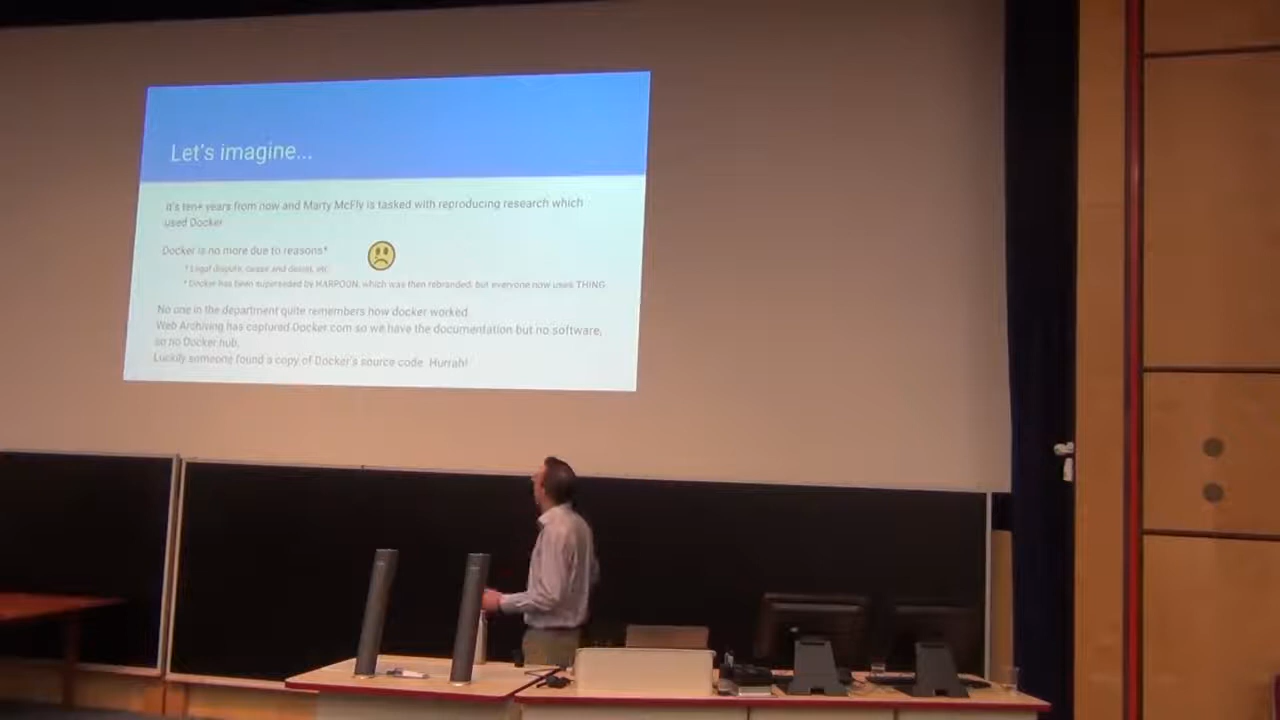 Let's imagine...
It's ten+ years from now and Marty McFly is tasked with reproducing research which
used Docker
Docker is no more due to reasons*
* Legal dispute, cease and desist, etc.
* Docker has been superseded by HARPOON, which was then rebranded, but everyone now uses THING
No one in the department quite remembers how docker worked.
Web Archiving has captured Docker.com so we have the documentation but no software,
so no Docker hub.
Luckily someone found a copy of Docker's source code. Hurrah!